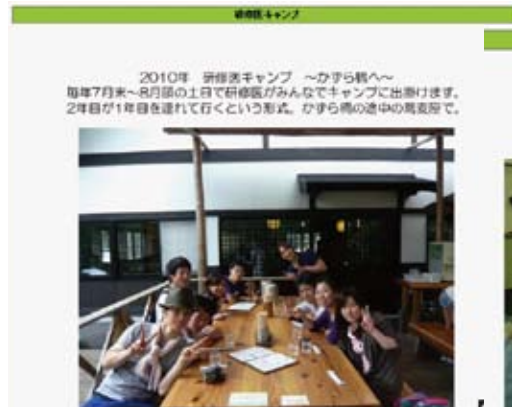 研修医キャンプ
2010年 研修医キャンプ ～かずら橋へ～
毎年7月末～8月頭の土日で研修医がみんなでキャンプに出掛けます。
2年目が1年目を連れて行くという形式。かずら橋の途中の蕎麦屋で。